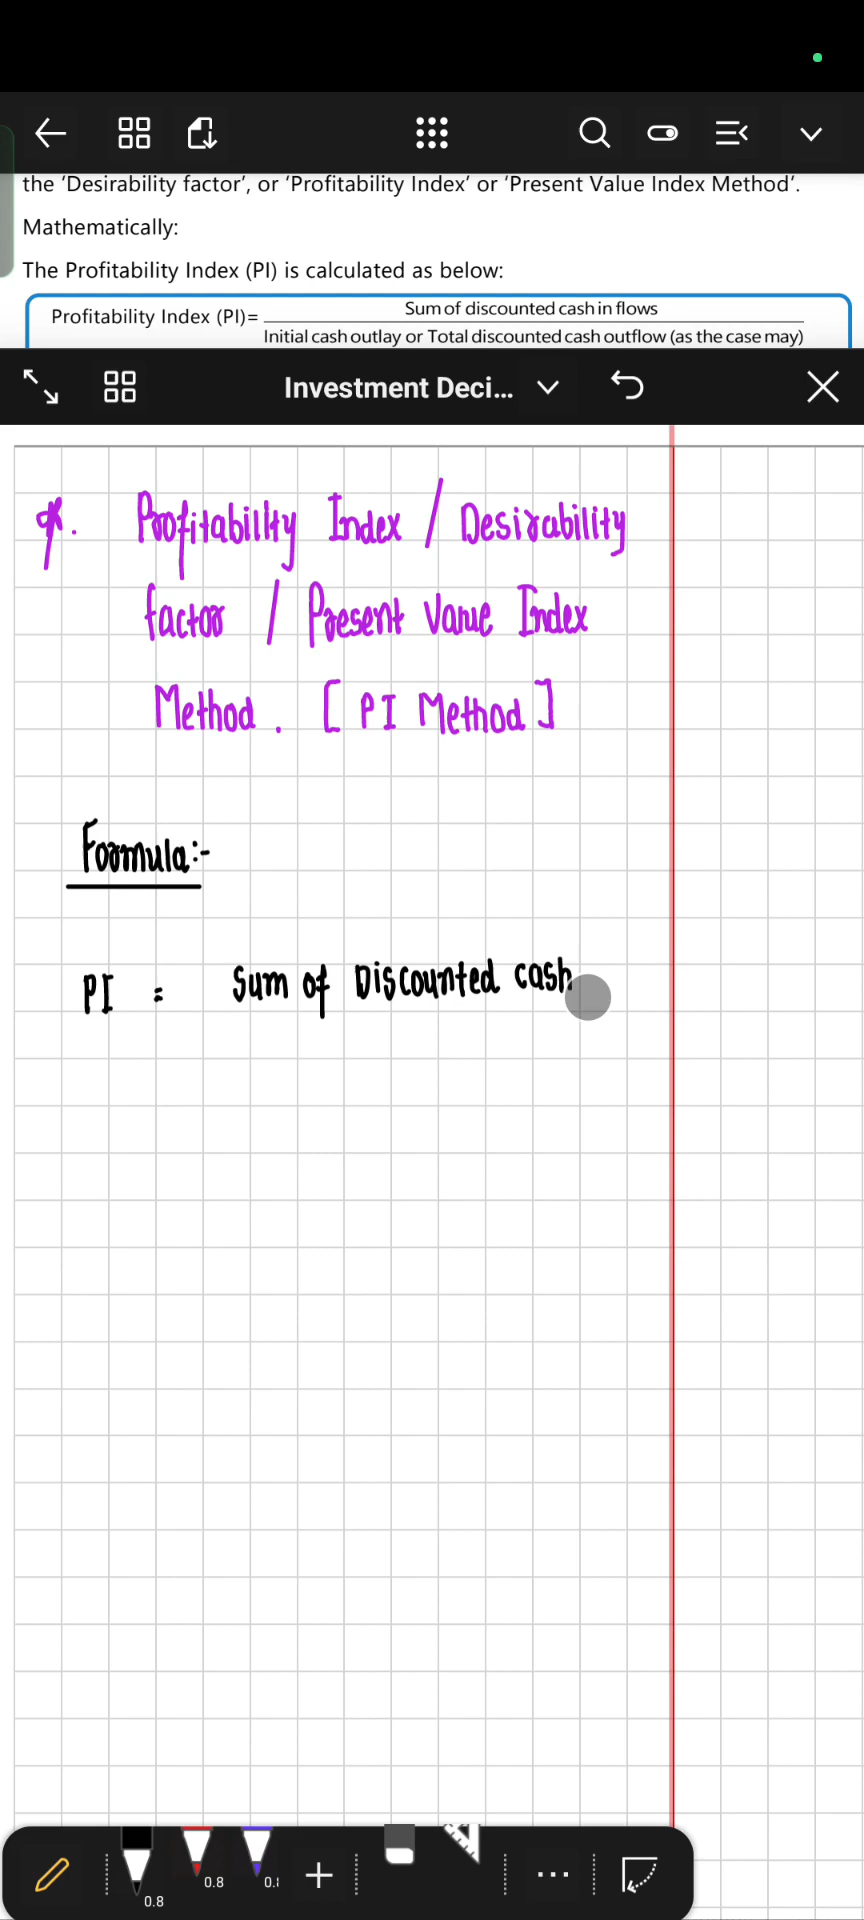 the ‘Desirability factor’, or ‘Profitability Index’ or ‘Present Value Index Method’.
Mathematically:
The Profitability Index (PI) is calculated as below:
Profitability Index (PI)= Sum of discounted cash in flows
Initial cash outlay or Total discounted cash outflow (as the case may)
Investment Deci...
Profitability Index / Desirability
factor / Present Value Index
Method. [ PI Method ]
Formula:-
PI = Sum of Discounted cash
0.8
0.8
0.8